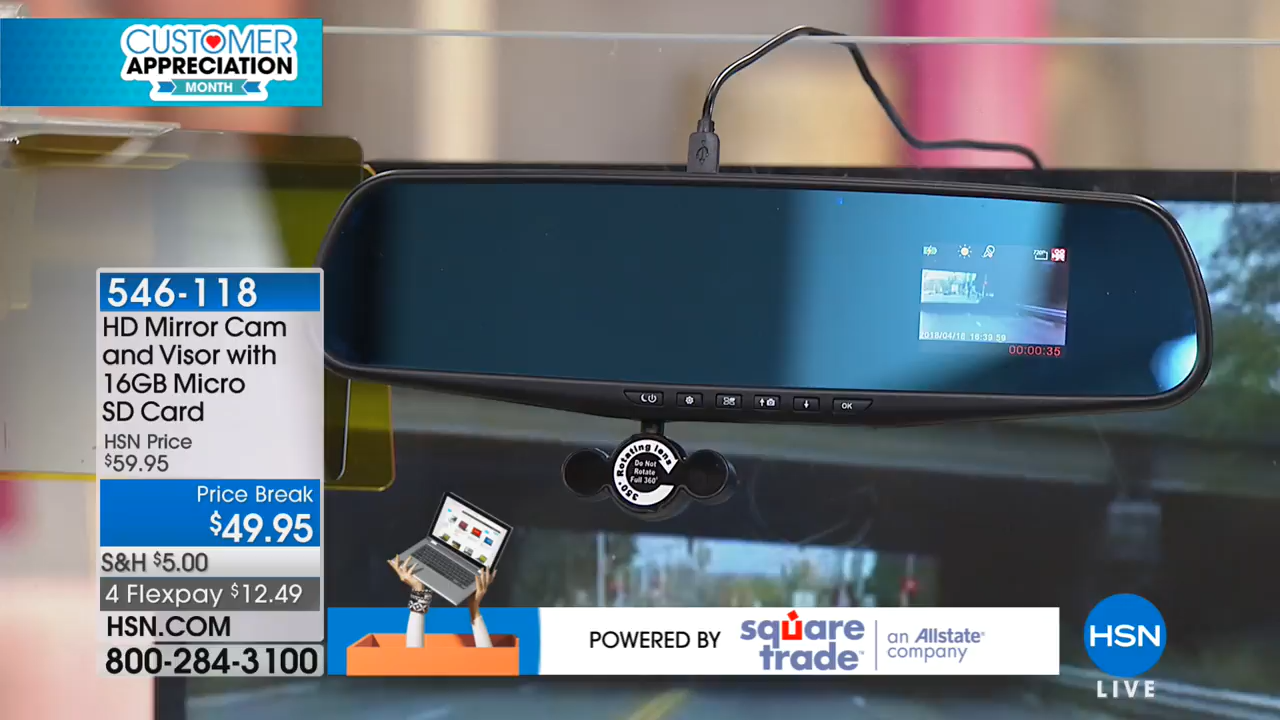 CUSTOMER
APPRECIATION
MONTH
546-118
HD Mirror Cam
and Visor with
16GB Micro
SD Card
HSN Price
$59.95
Price Break
$49.95
S&H $5.00
4 Flexpay $12.49
HSN.COM
800-284-3100
2018/04/16 16:39:59
00:00:35
OK
Rotating lens
Do Not
Rotate
Full 360°
350°
POWERED BY
square
trade
an Allstate
company
HSN
LIVE